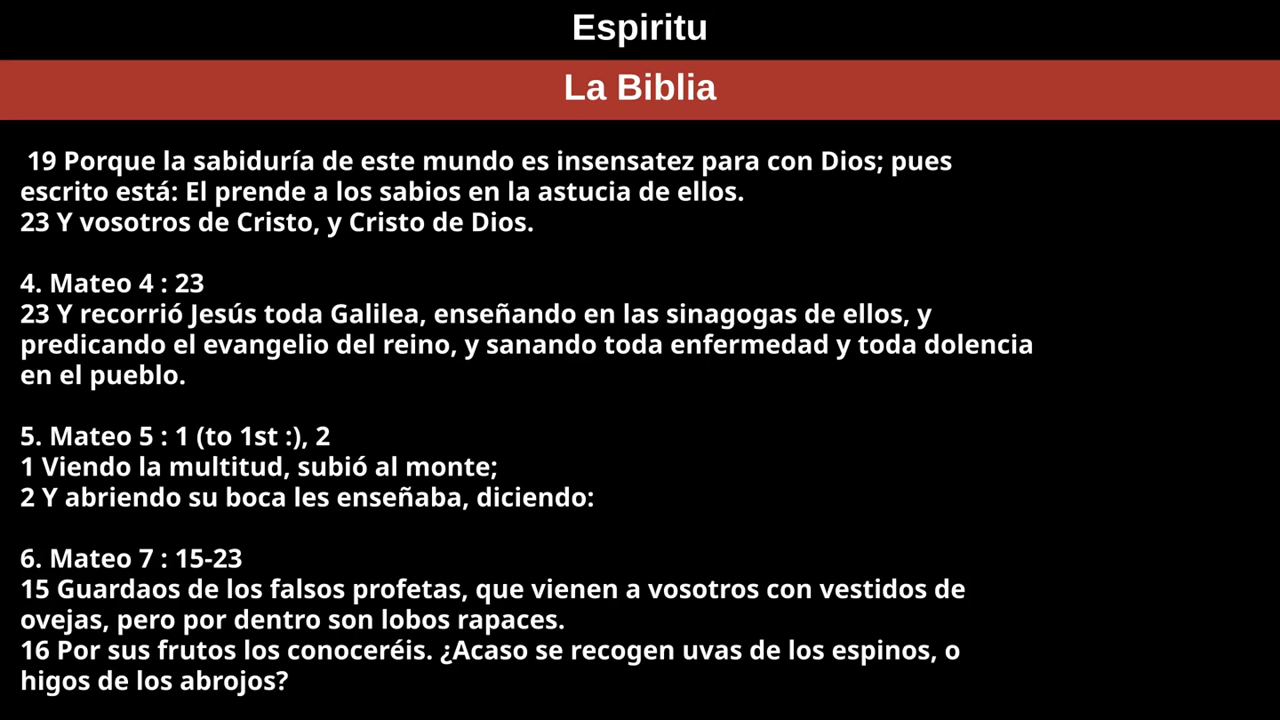 Espiritu
La Biblia
19 Porque la sabiduría de este mundo es insensatez para con Dios; pues
escrito está: El prende a los sabios en la astucia de ellos.
23 Y vosotros de Cristo, y Cristo de Dios.
4. Mateo 4 : 23
23 Y recorrió Jesús toda Galilea, enseñando en las sinagogas de ellos, y
predicando el evangelio del reino, y sanando toda enfermedad y toda dolencia
en el pueblo.
5. Mateo 5 : 1 (to 1st :), 2
1 Viendo la multitud, subió al monte;
2 Y abriendo su boca les enseñaba, diciendo:
6. Mateo 7 : 15-23
15 Guardaos de los falsos profetas, que vienen a vosotros con vestidos de
ovejas, pero por dentro son lobos rapaces.
16 Por sus frutos los conoceréis. ¿Acaso se recogen uvas de los espinos, o
higos de los abrojos?